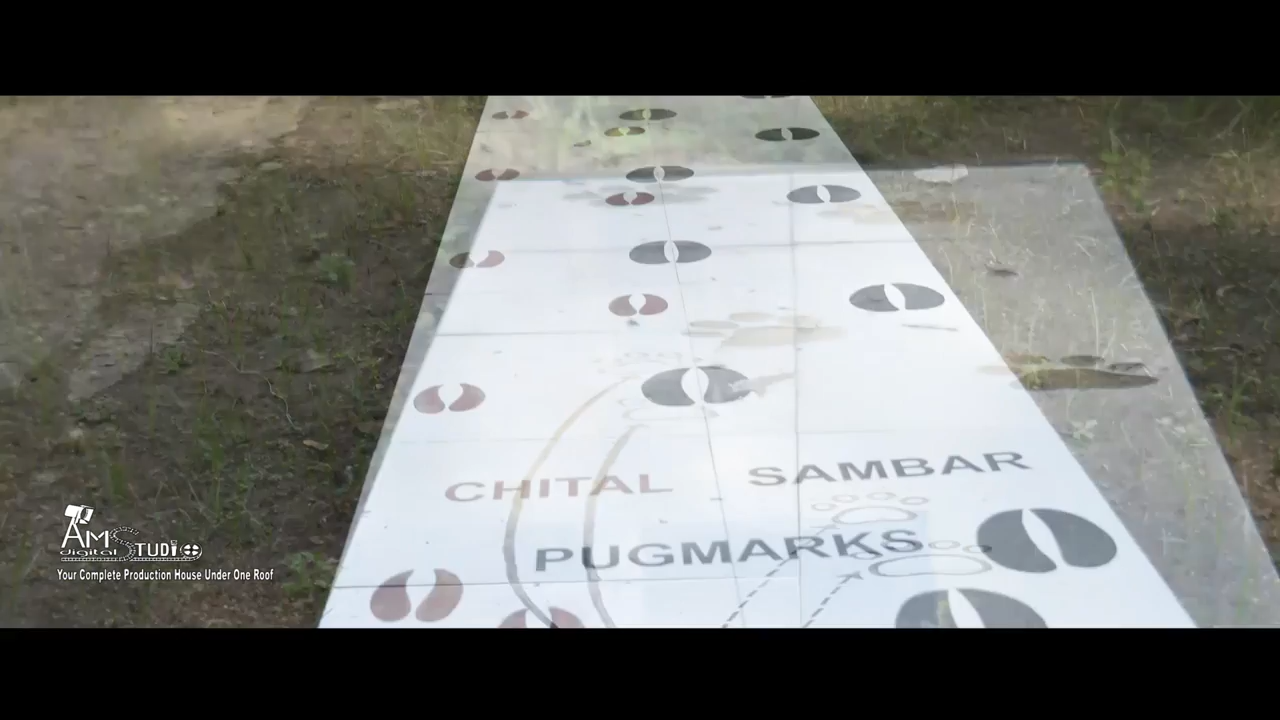 CHITAL SAMBAR
PUGMARKS
AMS STUDIO
digital
Your Complete Production House Under One Roof